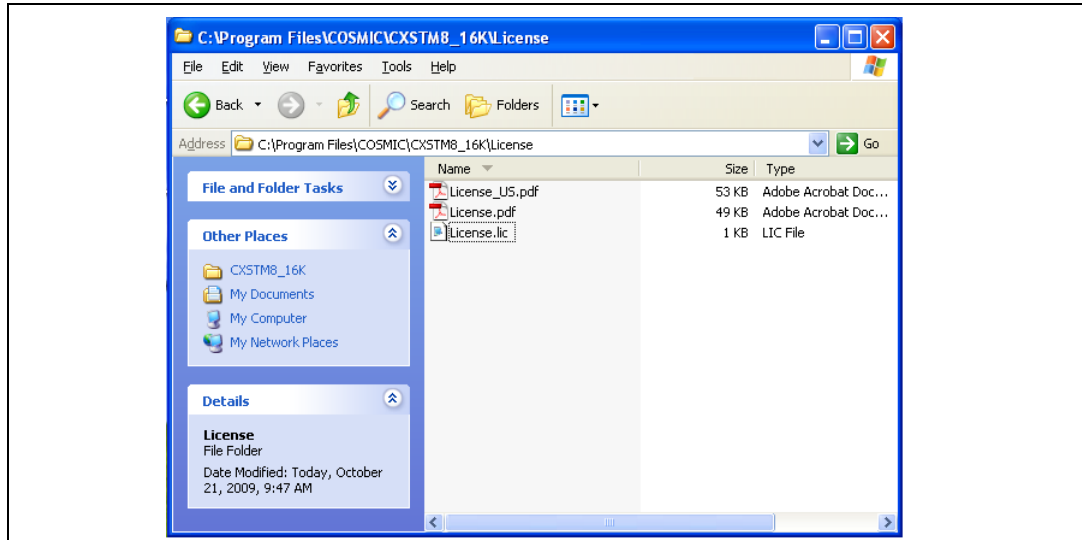 C:\Program Files\COSMIC\CXSTM8_16K\License
File Edit View Favorites Tools Help
Back Search Folders
Address C:\Program Files\COSMIC\CXSTM8_16K\License Go
Name Size Type
License_US.pdf 53 KB Adobe Acrobat Doc...
License.pdf 49 KB Adobe Acrobat Doc...
License.lic 1 KB LIC File
File and Folder Tasks
Other Places
CXSTM8_16K
My Documents
My Computer
My Network Places
Details
License
File Folder
Date Modified: Today, October
21, 2009, 9:47 AM